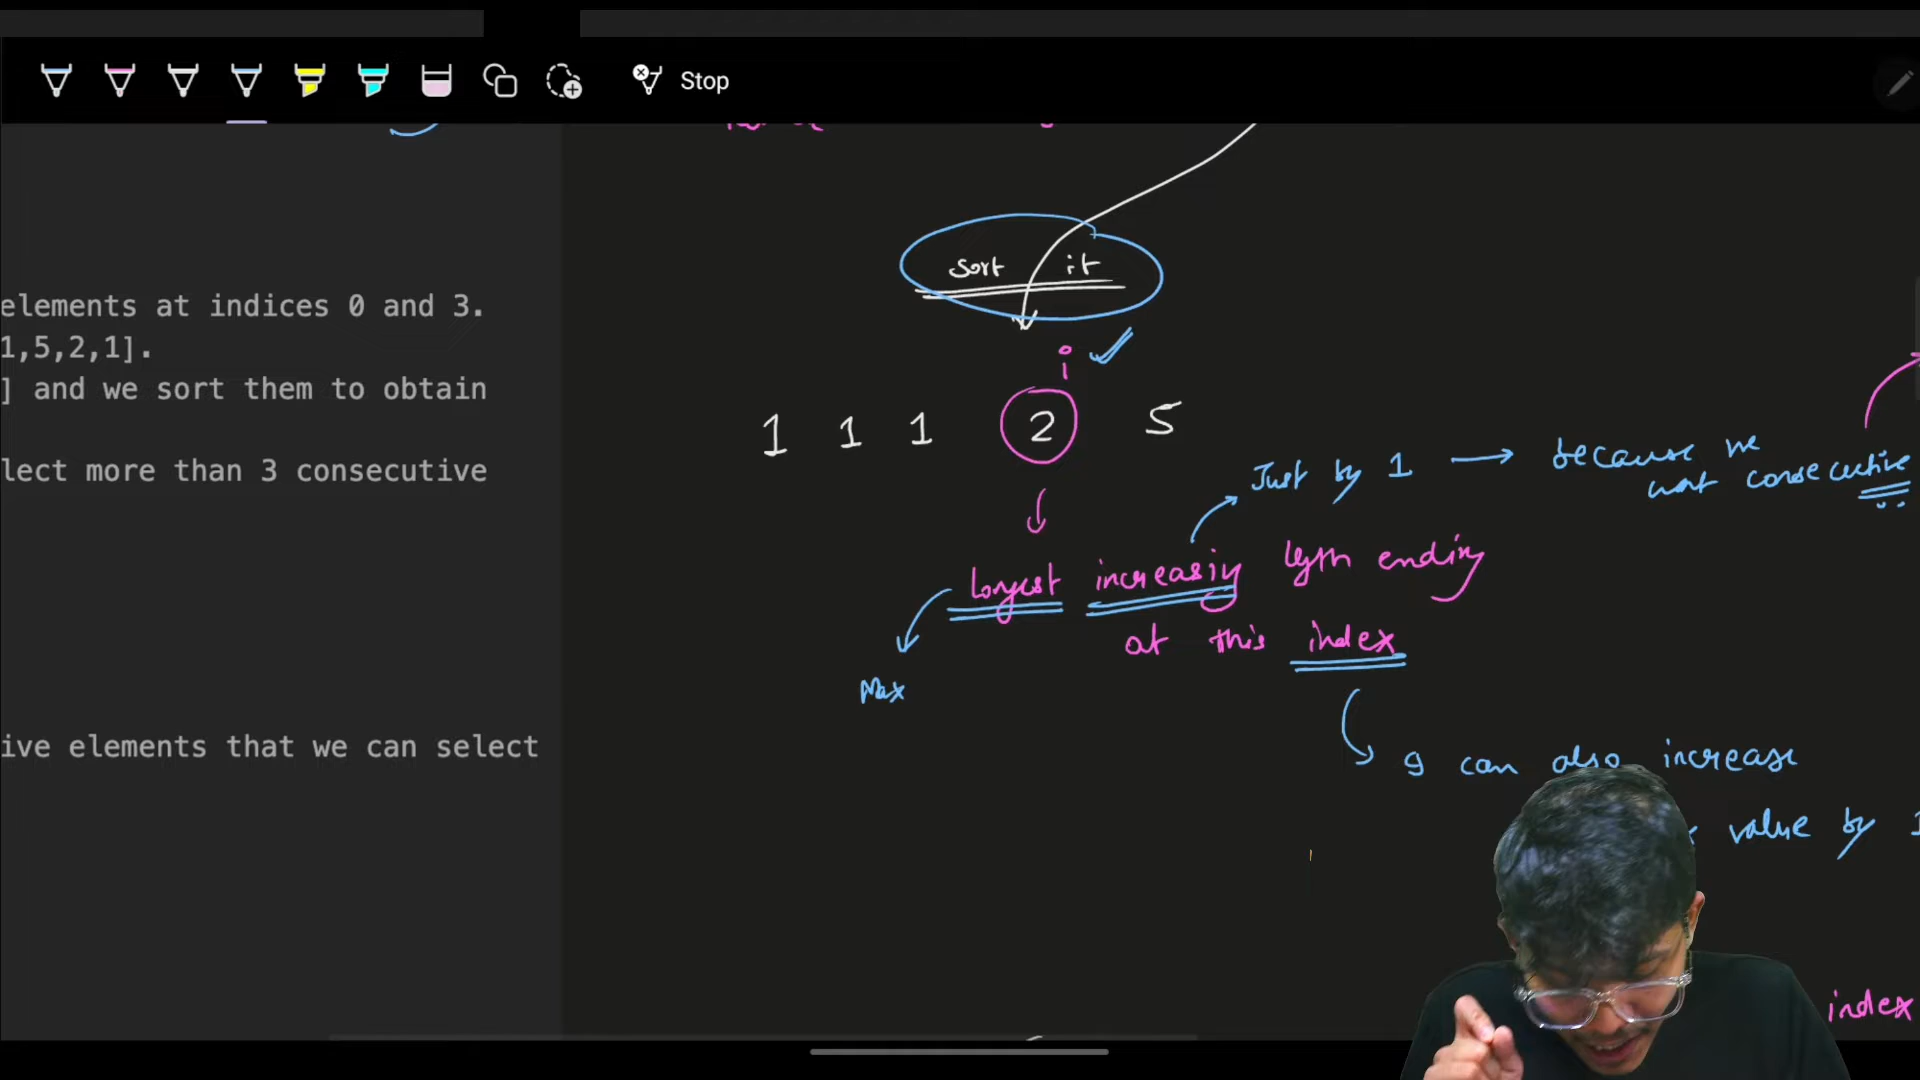 Stop
elements at indices 0 and 3.
1,5,2,1].
] and we sort them to obtain
lect more than 3 consecutive
ive elements that we can select
sort it
i
1 1 1 2 5
Just by 1 → because we
want consecutive
longest increasing length ending
at this index
Max
I can also increase
value by 1
index